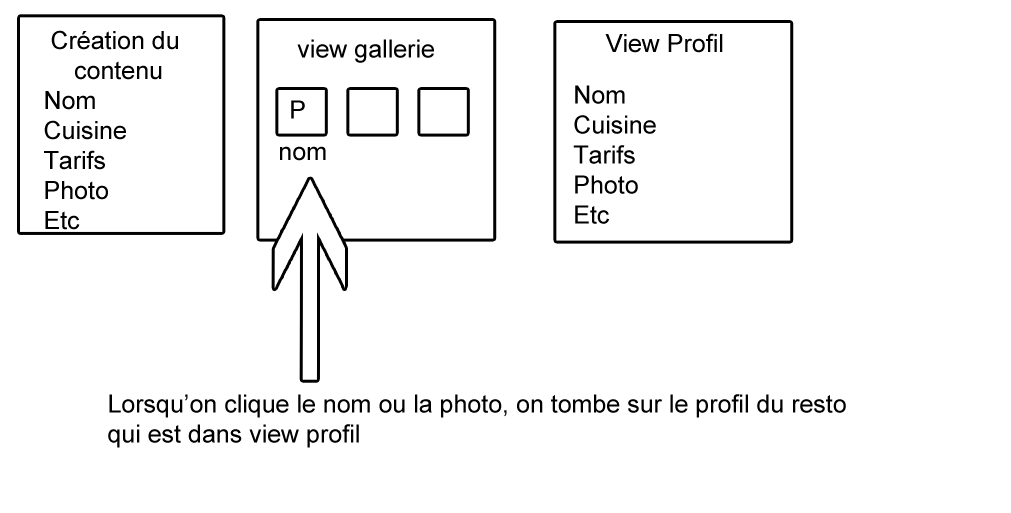 Création du
contenu
Nom
Cuisine
Tarifs
Photo
Etc
view gallerie
P
nom
View Profil
Nom
Cuisine
Tarifs
Photo
Etc
Lorsqu'on clique le nom ou la photo, on tombe sur le profil du resto
qui est dans view profil